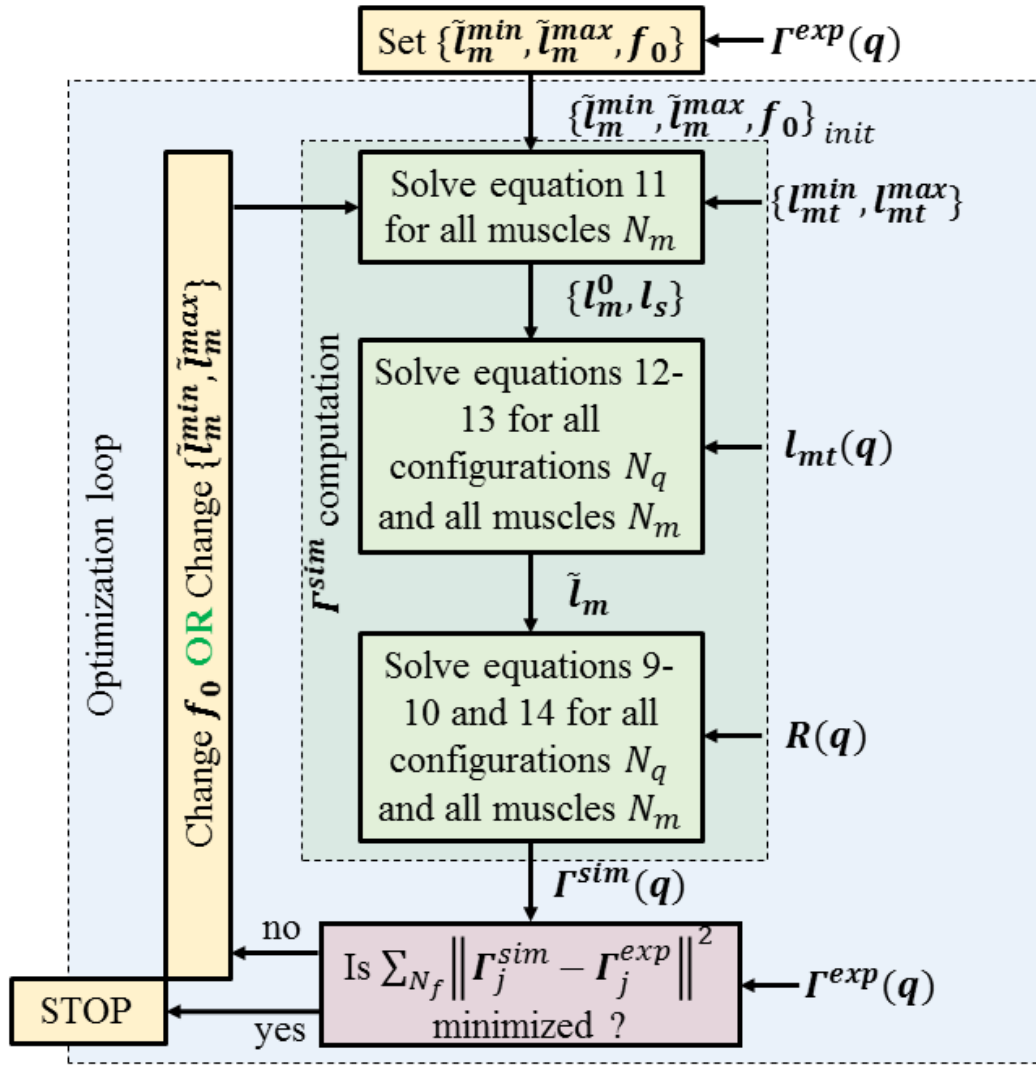 Set {l̃_m^min, l̃_m^max, f_0}
Γ^exp(q)
{l̃_m^min, l̃_m^max, f_0}_init
Solve equation 11
for all muscles N_m
{l_mt^min, l_mt^max}
{l_m^0, l_s}
Solve equations 12-
13 for all
configurations N_q
and all muscles N_m
l_mt(q)
l̃_m
Solve equations 9-
10 and 14 for all
configurations N_q
and all muscles N_m
R(q)
Γ^sim(q)
Γ^sim computation
Optimization loop
Change f_0 OR Change {l̃_m^min, l̃_m^max}
Is ∑_{N_f} ‖Γ_j^sim − Γ_j^exp‖^2
minimized ?
Γ^exp(q)
no
yes
STOP